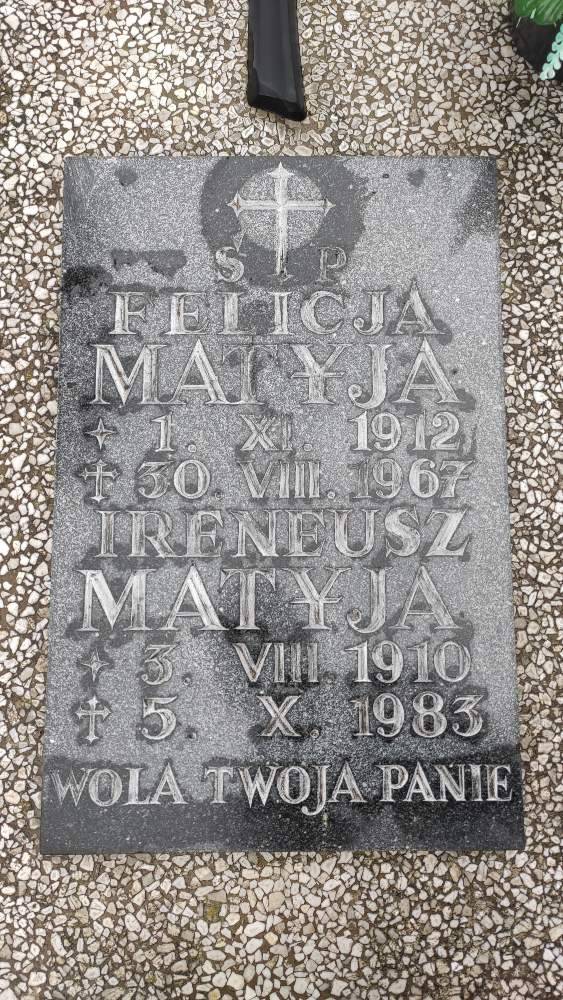 Ś P
FELICJA
MATYJA
1. XI. 1912
30. VIII. 1967
IRENEUSZ
MATYJA
3. VIII. 1910
5. X. 1983
WOLA TWOJA PANIE